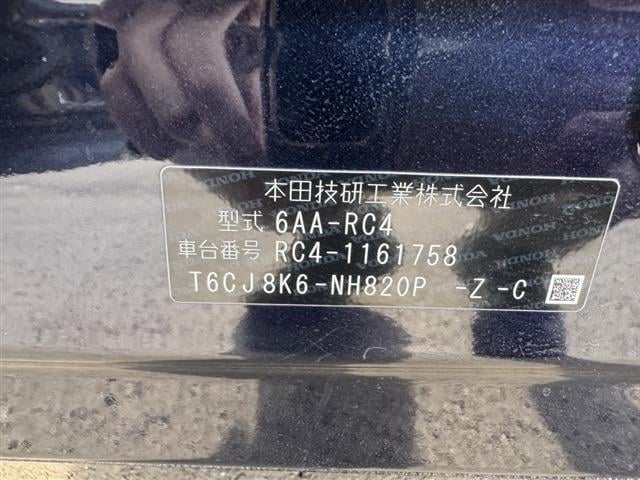 本田技研工業株式会社
型式 6AA-RC4
車台番号 RC4-1161758
T6CJ8K6-NH820P -Z -C